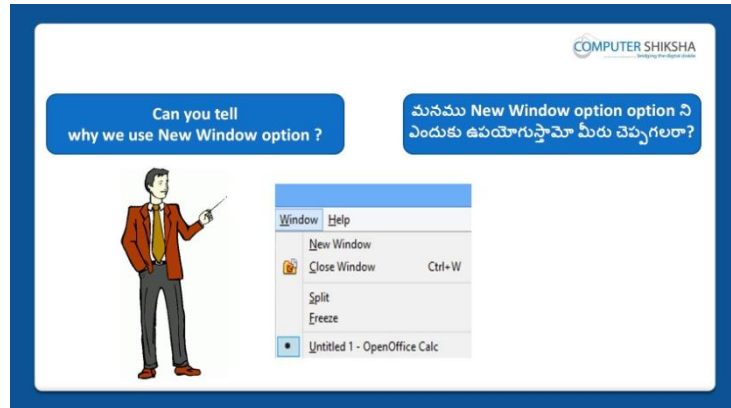 COMPUTER SHIKSHA
bridging the digital divide
Can you tell
why we use New Window option ?
మనము New Window option option ని
ఎందుకు ఉపయోగుస్తామో మీరు చెప్పగలరా?
Window Help
New Window
Close Window Ctrl+W
Split
Freeze
Untitled 1 - OpenOffice Calc